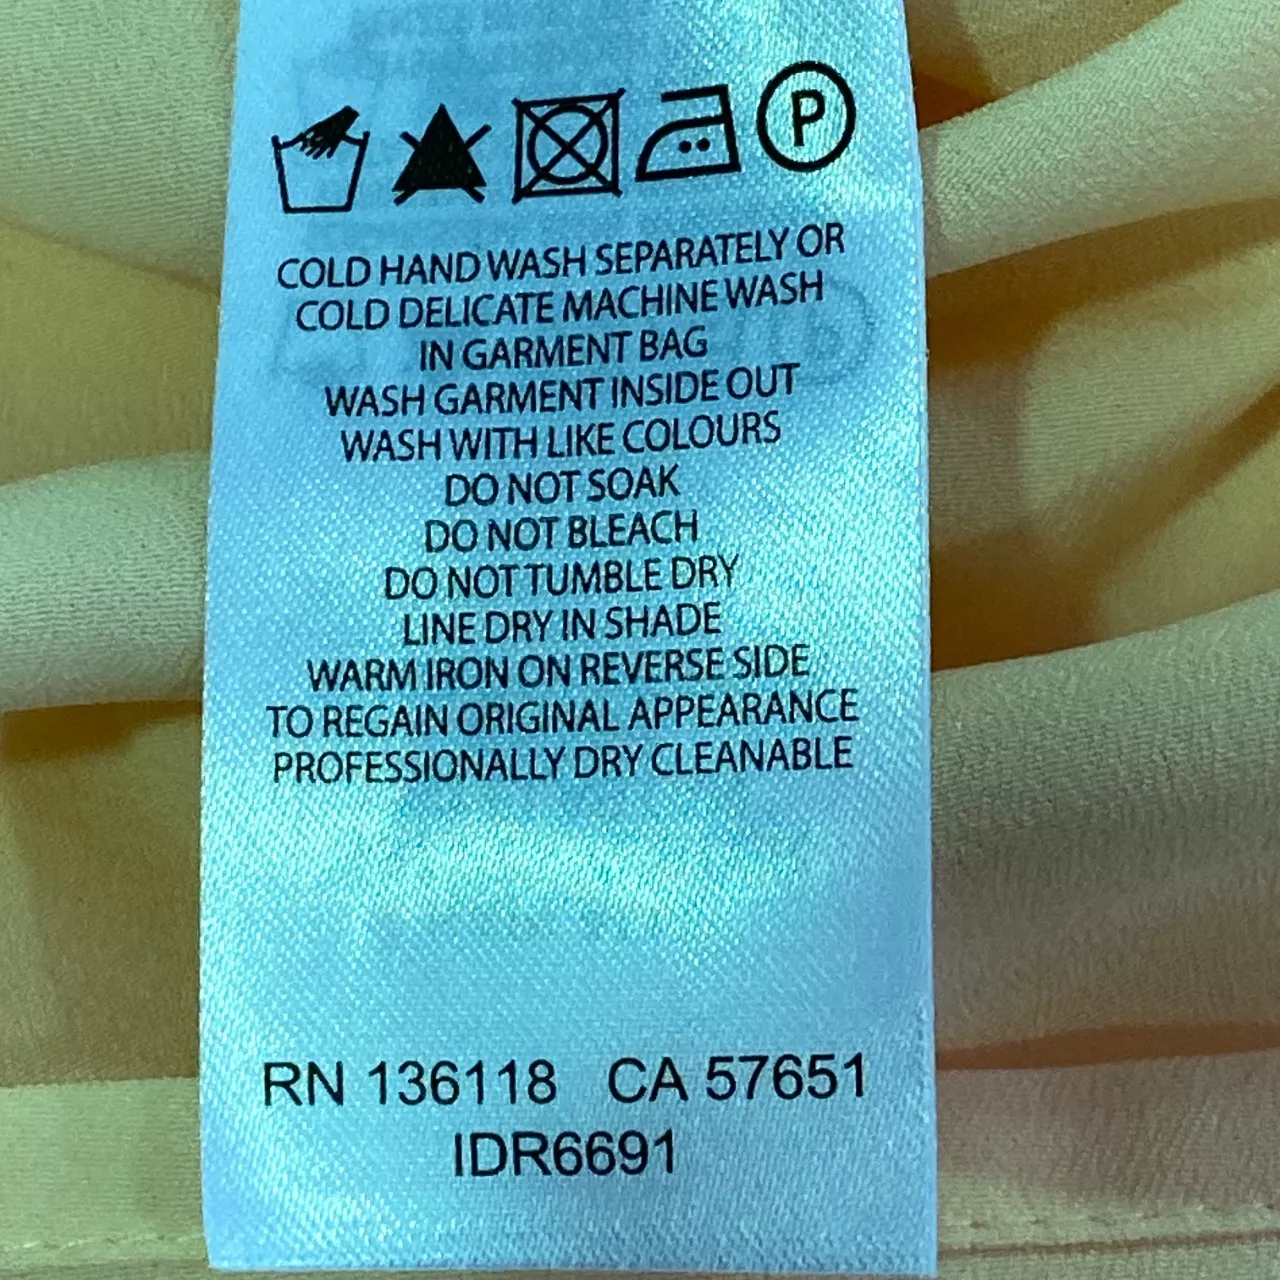 P
COLD HAND WASH SEPARATELY OR
COLD DELICATE MACHINE WASH
IN GARMENT BAG
WASH GARMENT INSIDE OUT
WASH WITH LIKE COLOURS
DO NOT SOAK
DO NOT BLEACH
DO NOT TUMBLE DRY
LINE DRY IN SHADE
WARM IRON ON REVERSE SIDE
TO REGAIN ORIGINAL APPEARANCE
PROFESSIONALLY DRY CLEANABLE
RN 136118 CA 57651
IDR6691